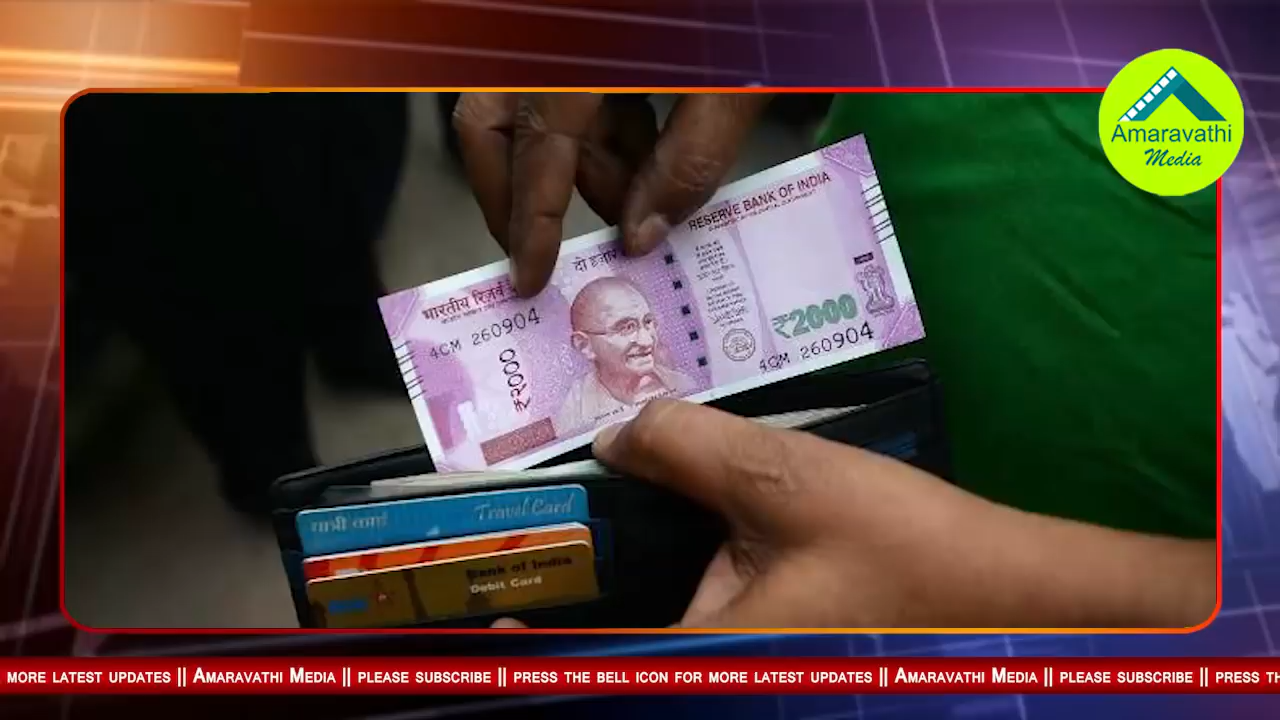 Amaravathi
Media
RESERVE BANK OF INDIA
दो हज़ार
भारतीय रिज़र्व
4CM 260904
₹2000
₹२०००
4CM 260904
यात्री कार्ड Travel Card
Bank of India
Debit Card
MORE LATEST UPDATES || AMARAVATHI MEDIA || PLEASE SUBSCRIBE || PRESS THE BELL ICON FOR MORE LATEST UPDATES || AMARAVATHI MEDIA || PLEASE SUBSCRIBE || PRESS